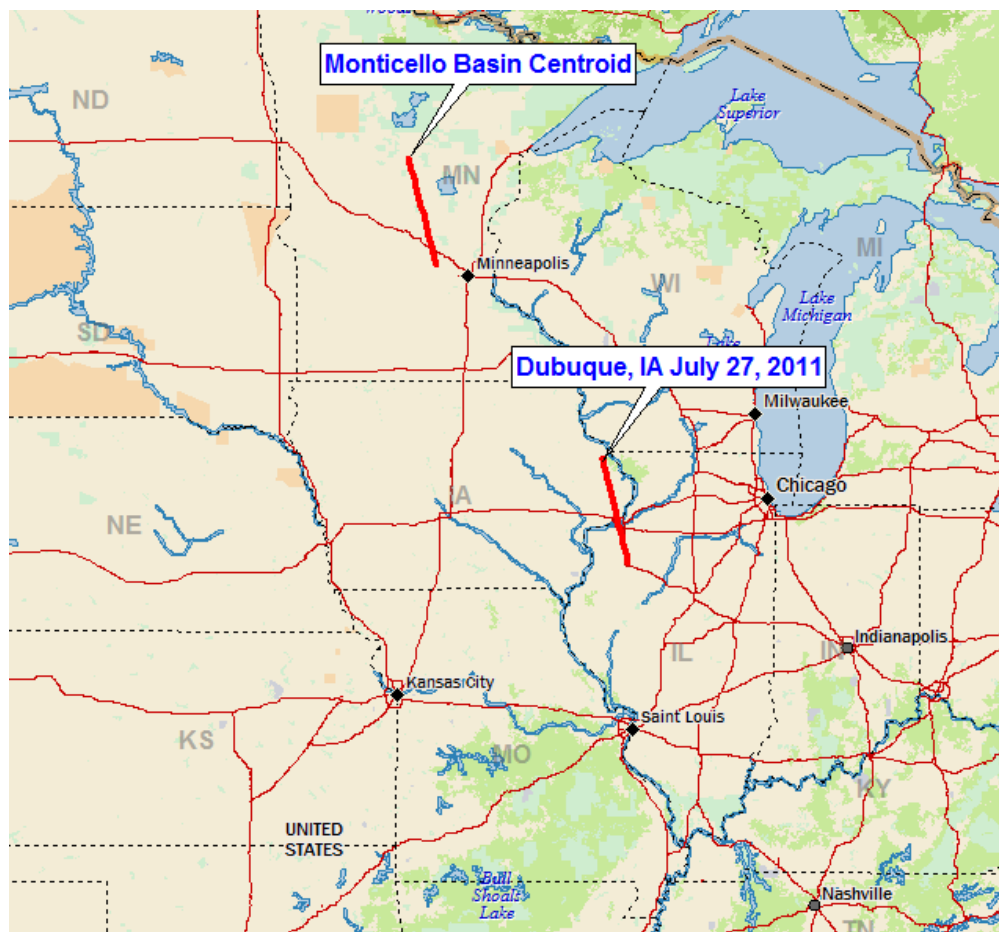 Woods
Monticello Basin Centroid
ND
Lake
Superior
MN
MI
Minneapolis
WI
Lake
Michigan
SD
Lake
Dubuque, IA July 27, 2011
Milwaukee
Chicago
IA
NE
Indianapolis
IL
IN
Kansas City
Saint Louis
KS
MO
KY
UNITED
STATES
Bull
Shoals
Lake
Nashville
TN